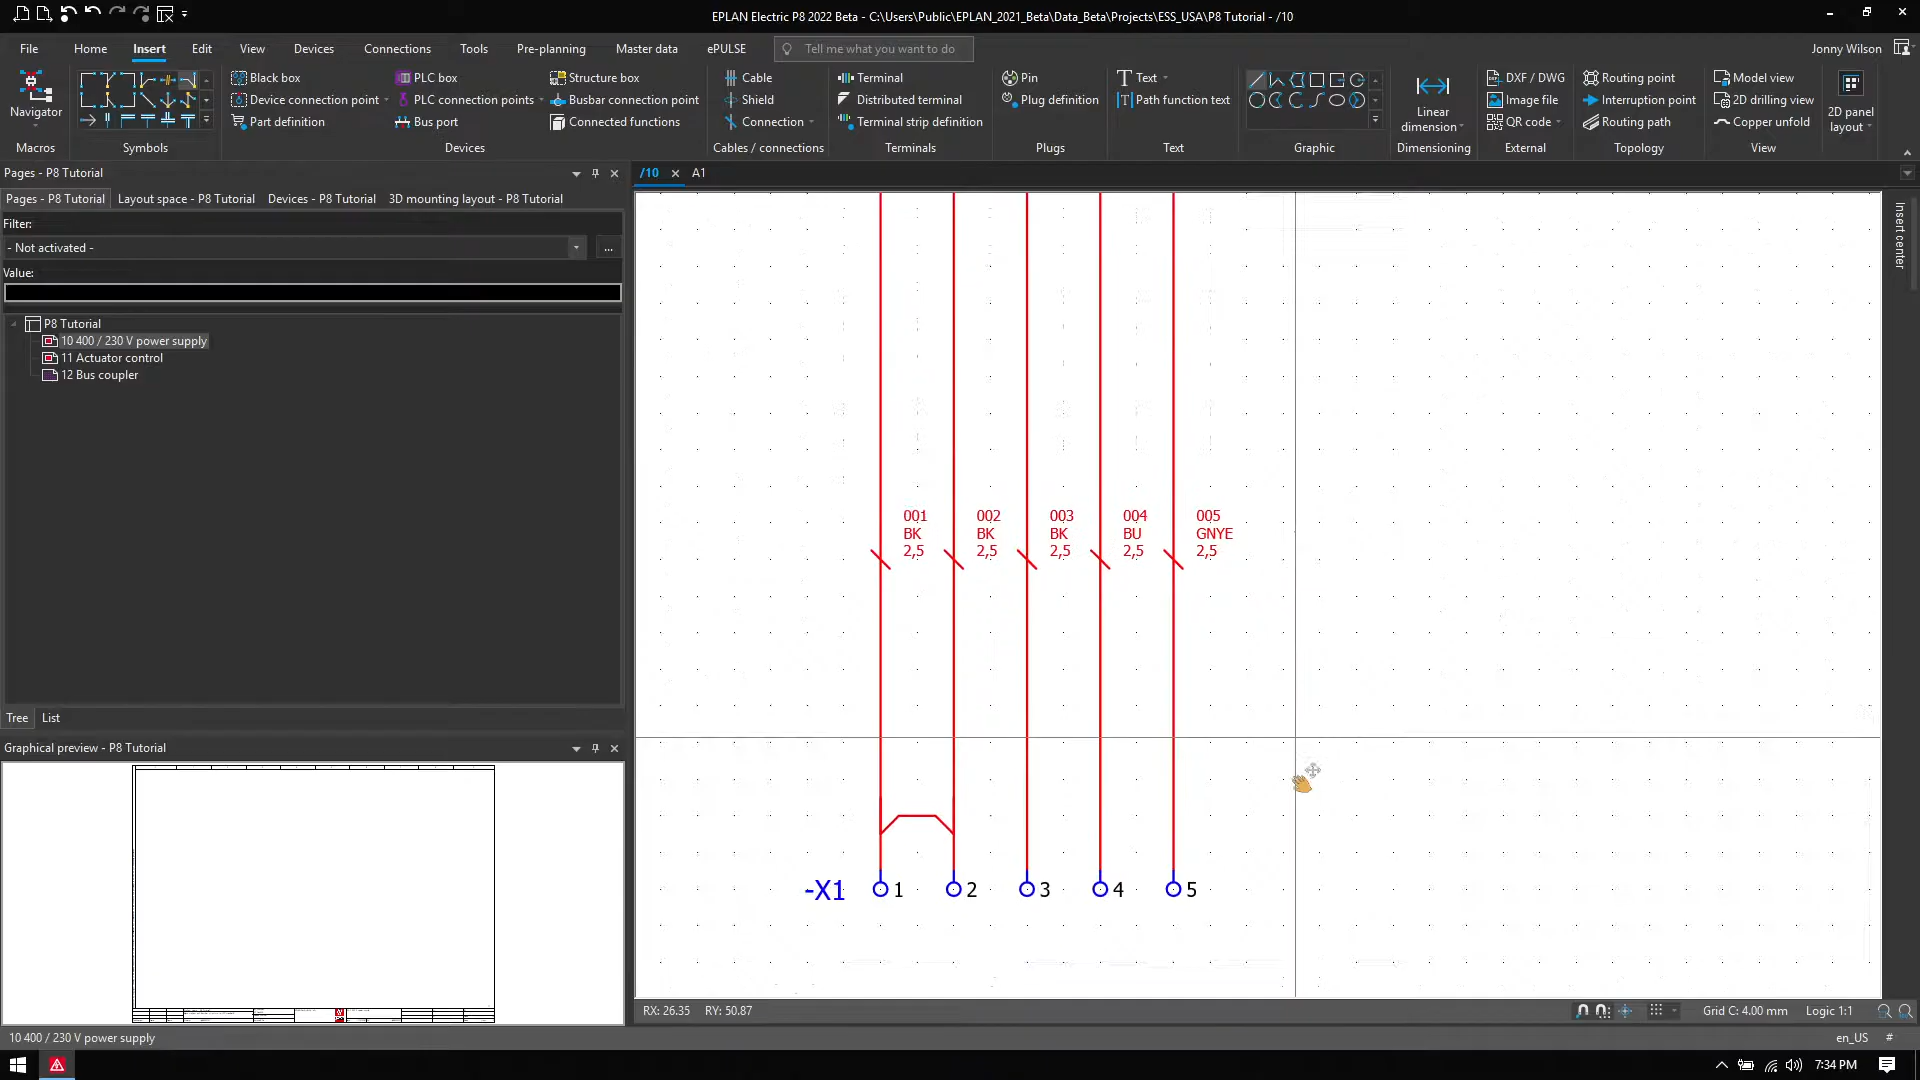 EPLAN Electric P8 2022 Beta - C:\Users\Public\EPLAN_2021_Beta\Data_Beta\Projects\ESS_USA\P8 Tutorial - /10
File Home Insert Edit View Devices Connections Tools Pre-planning Master data ePULSE Tell me what you want to do Jonny Wilson
Navigator
Macros
Symbols
Black box PLC box Structure box
Device connection point PLC connection points Busbar connection point
Part definition Bus port Connected functions
Devices
Cable
Shield
Connection
Cables / connections
Terminal
Distributed terminal
Terminal strip definition
Terminals
Pin
Plug definition
Plugs
Text
Path function text
Text
Graphic
Linear
dimension
Dimensioning
DXF / DWG
Image file
QR code
External
Routing point
Interruption point
Routing path
Topology
Model view
2D drilling view
Copper unfold
View
2D panel
layout
Pages - P8 Tutorial
Pages - P8 Tutorial Layout space - P8 Tutorial Devices - P8 Tutorial 3D mounting layout - P8 Tutorial
Filter:
- Not activated -
...
Value:
P8 Tutorial
10 400 / 230 V power supply
11 Actuator control
12 Bus coupler
Tree List
Graphical preview - P8 Tutorial
/10 A1
Insert center
001 002 003 004 005
BK BK BK BU GNYE
2,5 2,5 2,5 2,5 2,5
-X1 1 2 3 4 5
RX: 26.35 RY: 50.87 Grid C: 4.00 mm Logic 1:1
10 400 / 230 V power supply en_US #
7:34 PM